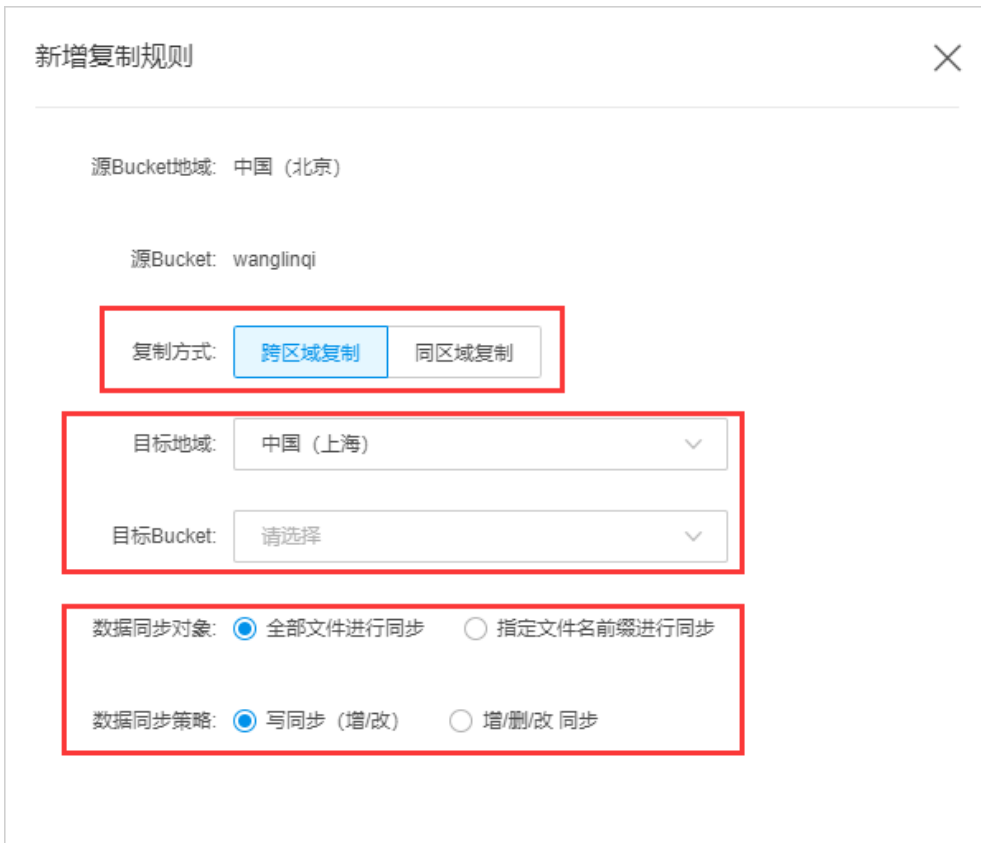 新增复制规则
源Bucket地域: 中国（北京）
源Bucket: wanglinqi
复制方式: 跨区域复制 同区域复制
目标地域: 中国（上海）
目标Bucket: 请选择
数据同步对象: 全部文件进行同步 指定文件名前缀进行同步
数据同步策略: 写同步（增/改） 增/删/改 同步